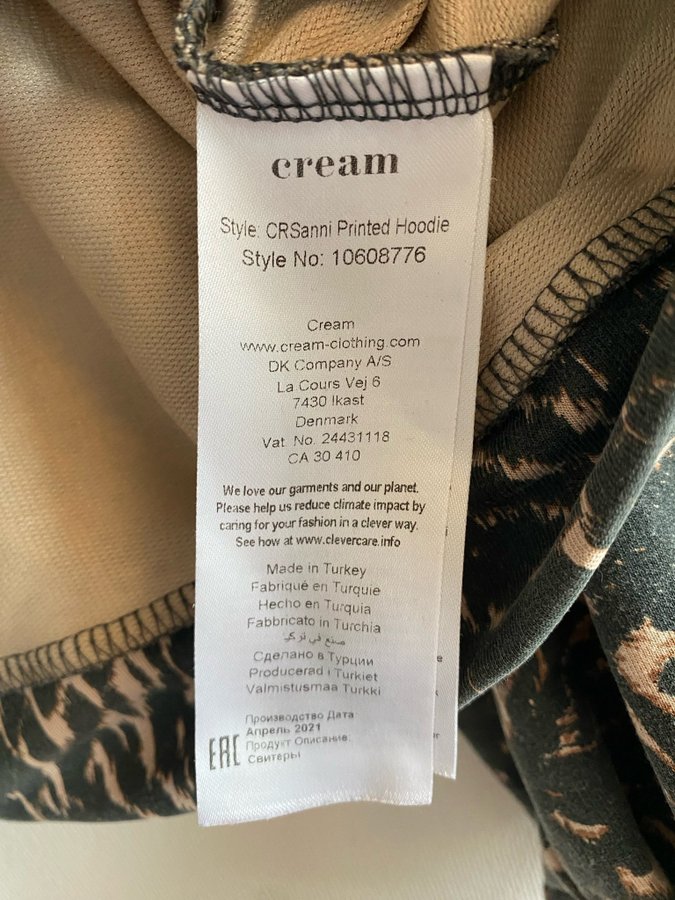 cream
Style: CRSanni Printed Hoodie
Style No: 10608776
Cream
www.cream-clothing.com
DK Company A/S
La Cours Vej 6
7430 Ikast
Denmark
Vat. No. 24431118
CA 30 410
We love our garments and our planet.
Please help us reduce climate impact by
caring for your fashion in a clever way.
See how at www.clevercare.info
Made in Turkey
Fabriqué en Turquie
Hecho en Turquia
Fabbricato in Turchia
صنع في تركيا
Сделано в Турции
Producerad i Turkiet
Valmistusmaa Turkki
Производство Дата
Апрель 2021
EAC Продукт Описание:
Свитеры